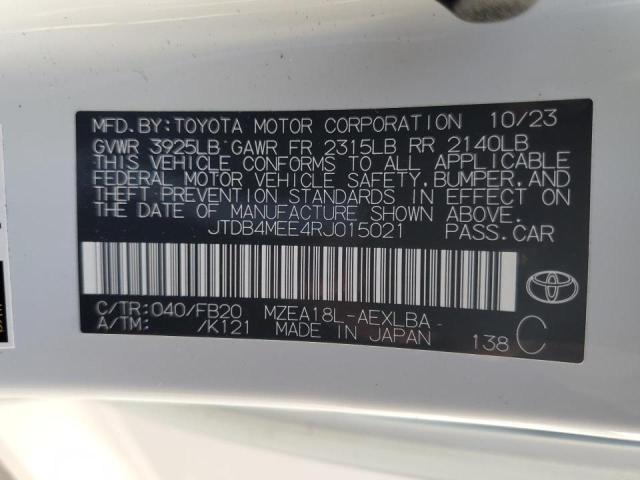 MFD. BY: TOYOTA MOTOR CORPORATION 10/23
GVWR 3925LB GAWR FR 2315LB RR 2140LB
THIS VEHICLE CONFORMS TO ALL APPLICABLE
FEDERAL MOTOR VEHICLE SAFETY, BUMPER, AND
THEFT PREVENTION STANDARDS IN EFFECT ON
THE DATE OF MANUFACTURE SHOWN ABOVE.
JTDB4MEE4RJ015021 PASS.CAR
C/TR: 040/FB20 MZEA18L-AEXLBA
A/TM: /K121 MADE IN JAPAN 138 C
TOYOTA